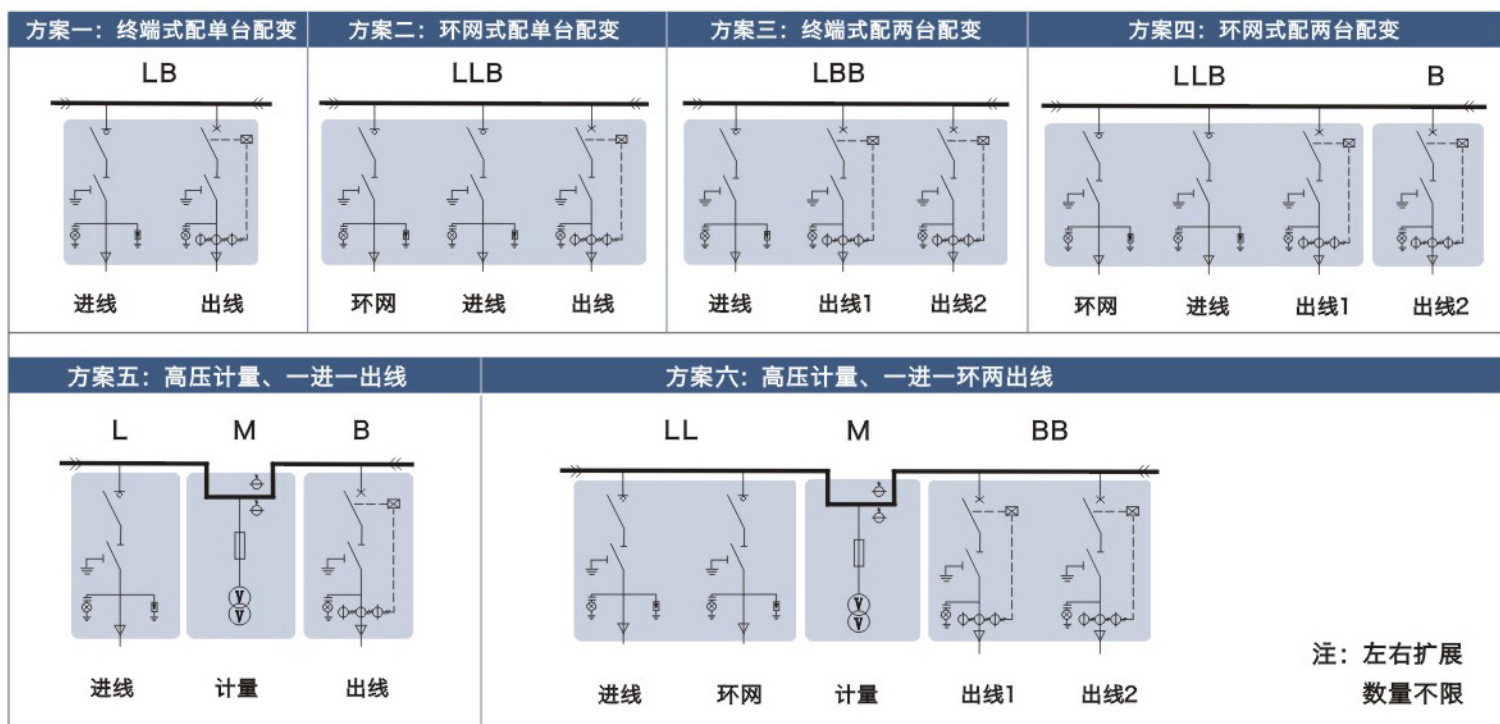 方案一：终端式配单台配变
方案二：环网式配单台配变
方案三：终端式配两台配变
方案四：环网式配两台配变
LB
LLB
LBB
LLB
B
进线
出线
环网
进线
出线
进线
出线1
出线2
环网
进线
出线1
出线2
方案五：高压计量、一进一出线
方案六：高压计量、一进一环两出线
L
M
B
LL
M
BB
V
V
V
V
进线
计量
出线
进线
环网
计量
出线1
出线2
注：左右扩展
数量不限